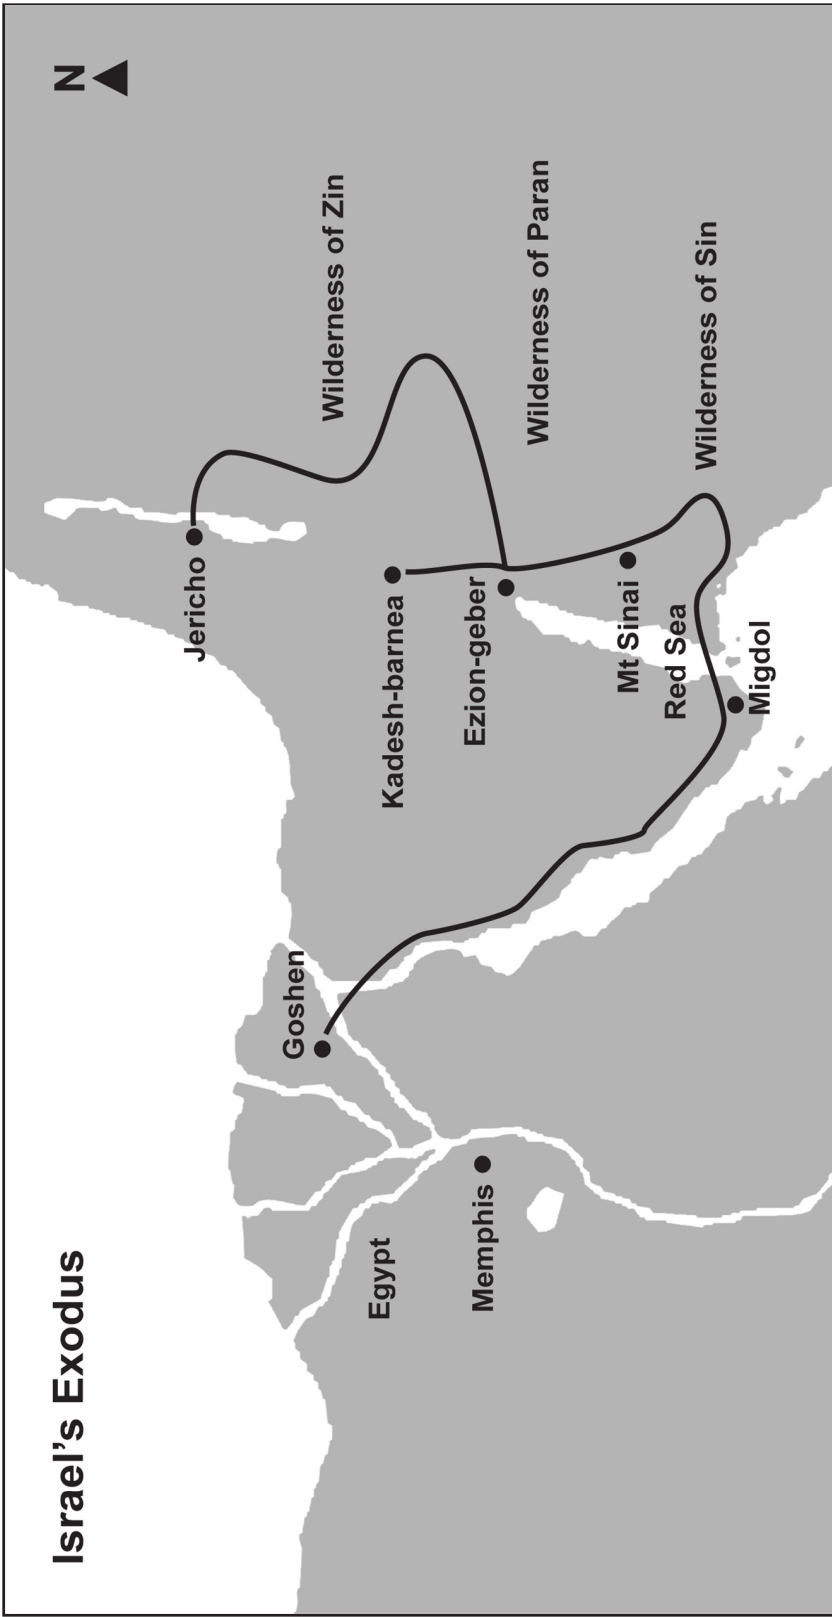 Israel's Exodus
N
Jericho
Wilderness of Zin
Goshen
Egypt
Kadesh-barnea
Memphis
Ezion-geber
Wilderness of Paran
Mt Sinai
Red Sea
Wilderness of Sin
Migdol